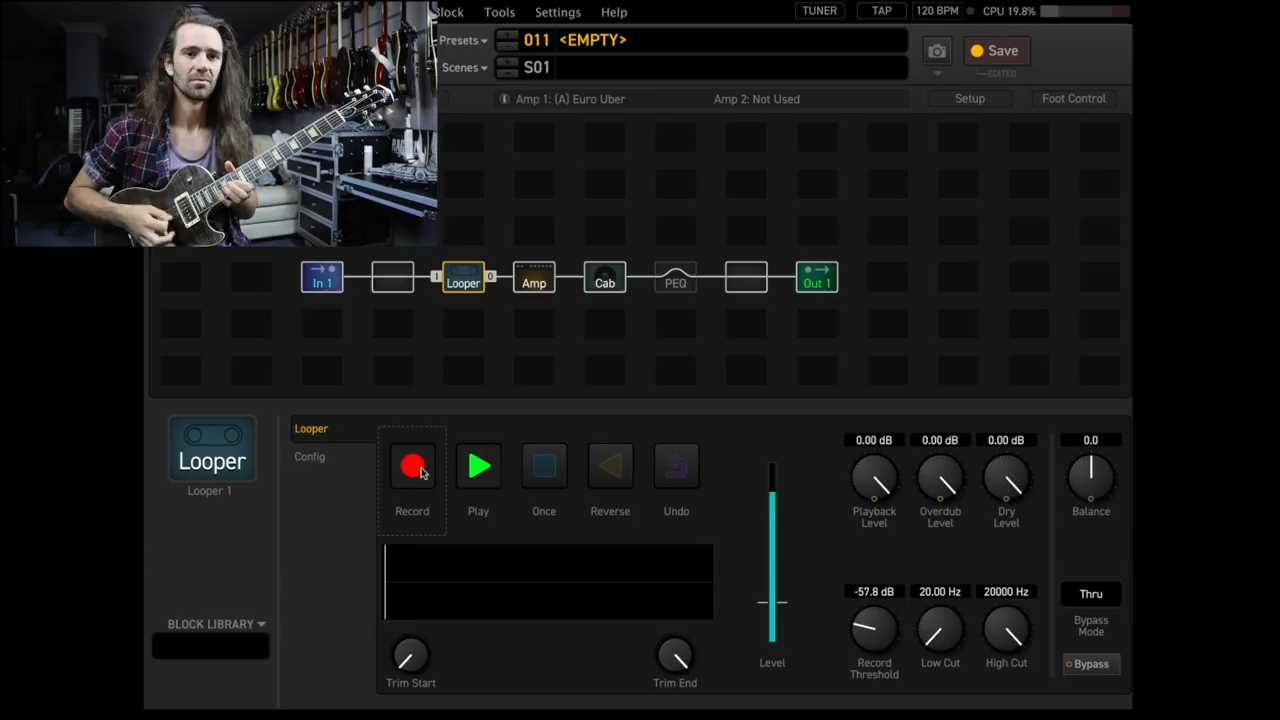 Block Tools Settings Help TUNER TAP 120 BPM CPU 19.8%
Presets 011 <EMPTY> Save
Scenes S01 EDITED
Amp 1: (A) Euro Uber Amp 2: Not Used Setup Foot Control
In 1 I Looper O Amp Cab PEQ Out 1
Looper
Looper 1
BLOCK LIBRARY
Looper
Config
Record Play Once Reverse Undo
Trim Start Trim End
Level
0.00 dB 0.00 dB 0.00 dB 0.0
Playback Level Overdub Level Dry Level Balance
-57.8 dB 20.00 Hz 20000 Hz Thru
Record Threshold Low Cut High Cut Bypass Mode
Bypass